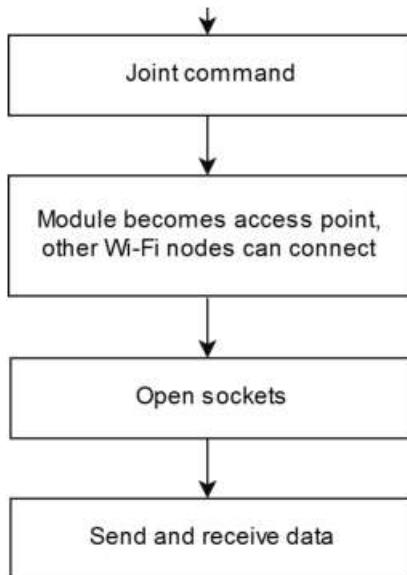 Joint command
Module becomes access point,
other Wi-Fi nodes can connect
Open sockets
Send and receive data